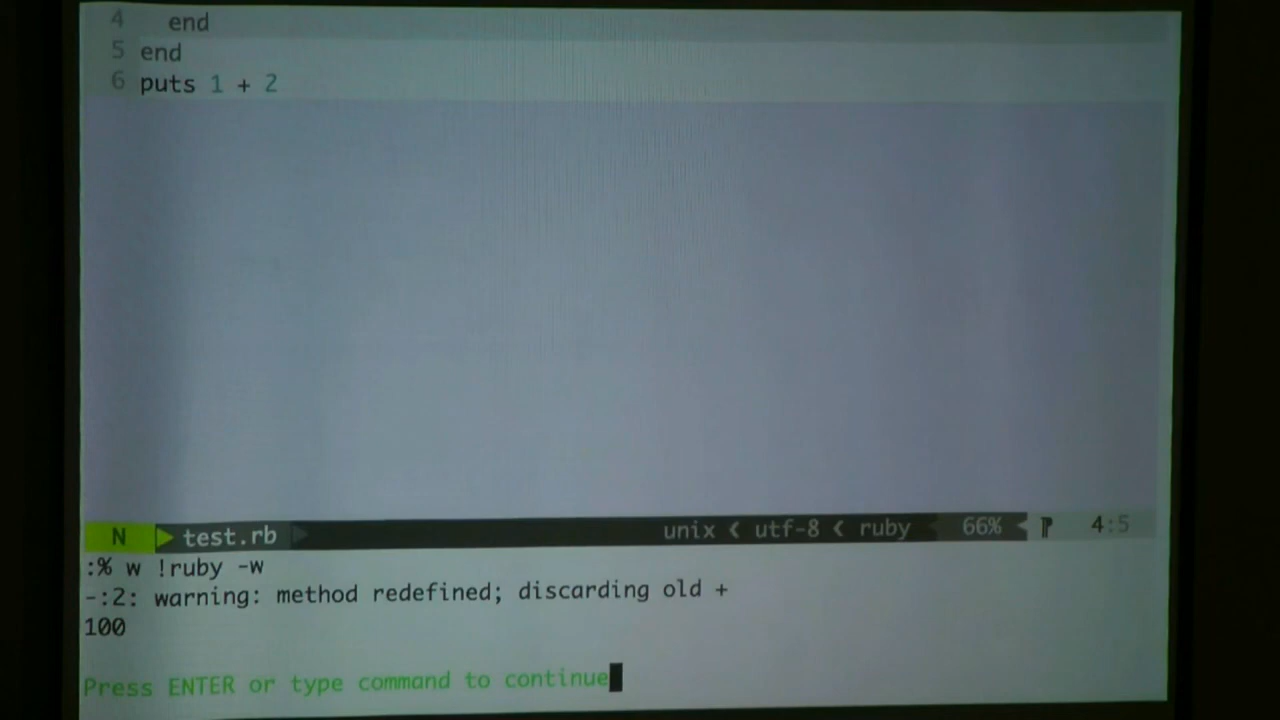 4 end
5 end
6 puts 1 + 2
N test.rb unix utf-8 ruby 66% 4:5
:% w !ruby -w
-:2: warning: method redefined; discarding old +
100
Press ENTER or type command to continue